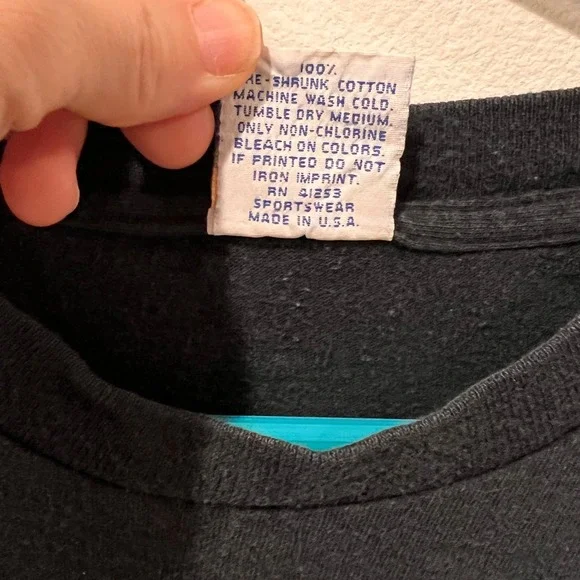 100%
HE-SHRUNK COTTON
MACHINE WASH COLD.
TUMBLE DRY MEDIUM.
ONLY NON-CHLORINE
BLEACH ON COLORS.
IF PRINTED DO NOT
IRON IMPRINT.
RN 41253
SPORTSWEAR
MADE IN U.S.A.